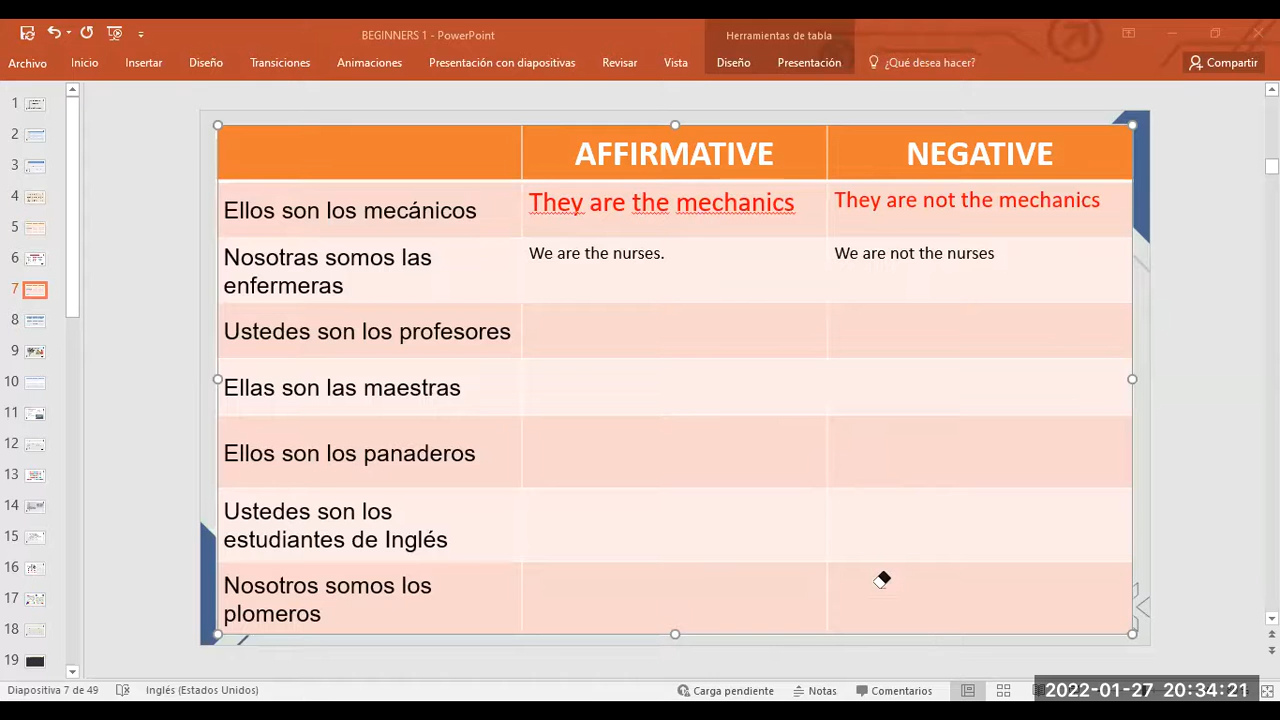 BEGINNERS 1 - PowerPoint
Herramientas de tabla
Archivo Inicio Insertar Diseño Transiciones Animaciones Presentación con diapositivas Revisar Vista Diseño Presentación ¿Qué desea hacer? Compartir
1
2
3
4
5
6
7
8
9
10
11
12
13
14
15
16
17
18
19
AFFIRMATIVE NEGATIVE
Ellos son los mecánicos They are the mechanics They are not the mechanics
Nosotras somos las We are the nurses. We are not the nurses
enfermeras
Ustedes son los profesores
Ellas son las maestras
Ellos son los panaderos
Ustedes son los
estudiantes de Inglés
Nosotros somos los
plomeros
Diapositiva 7 de 49 Inglés (Estados Unidos) Carga pendiente Notas Comentarios 2022-01-27 20:34:21